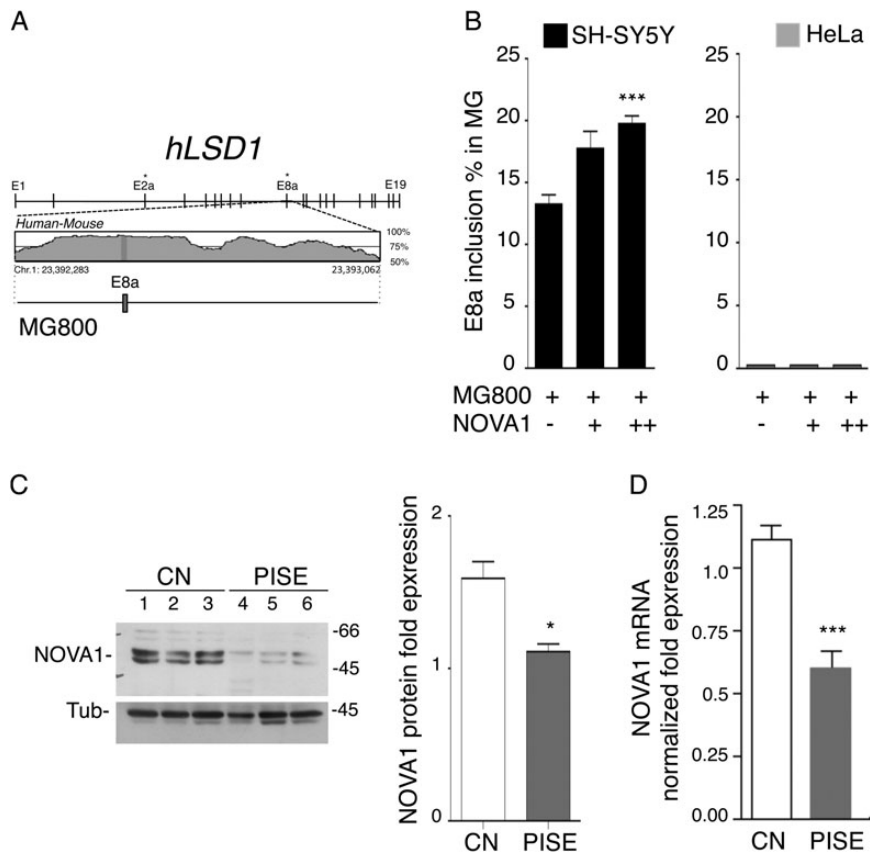 A
hLSD1
* *
E1 E2a E8a E19
Human-Mouse
100%
75%
50%
Chr.1: 23,392,283 23,393,062
E8a
MG800
B
SH-SY5Y
HeLa
E8a inclusion % in MG
25
20
15
10
5
0
***
25
20
15
10
5
0
MG800 + + + + + +
NOVA1 - + ++ - + ++
C
CN PISE
1 2 3 4 5 6
-66
NOVA1-
-45
Tub-
-45
NOVA1 protein fold epxression
2
1
0
*
CN PISE
D
NOVA1 mRNA
normalized fold epxression
1.25
1.0
0.75
0.5
0.25
0.00
***
CN PISE